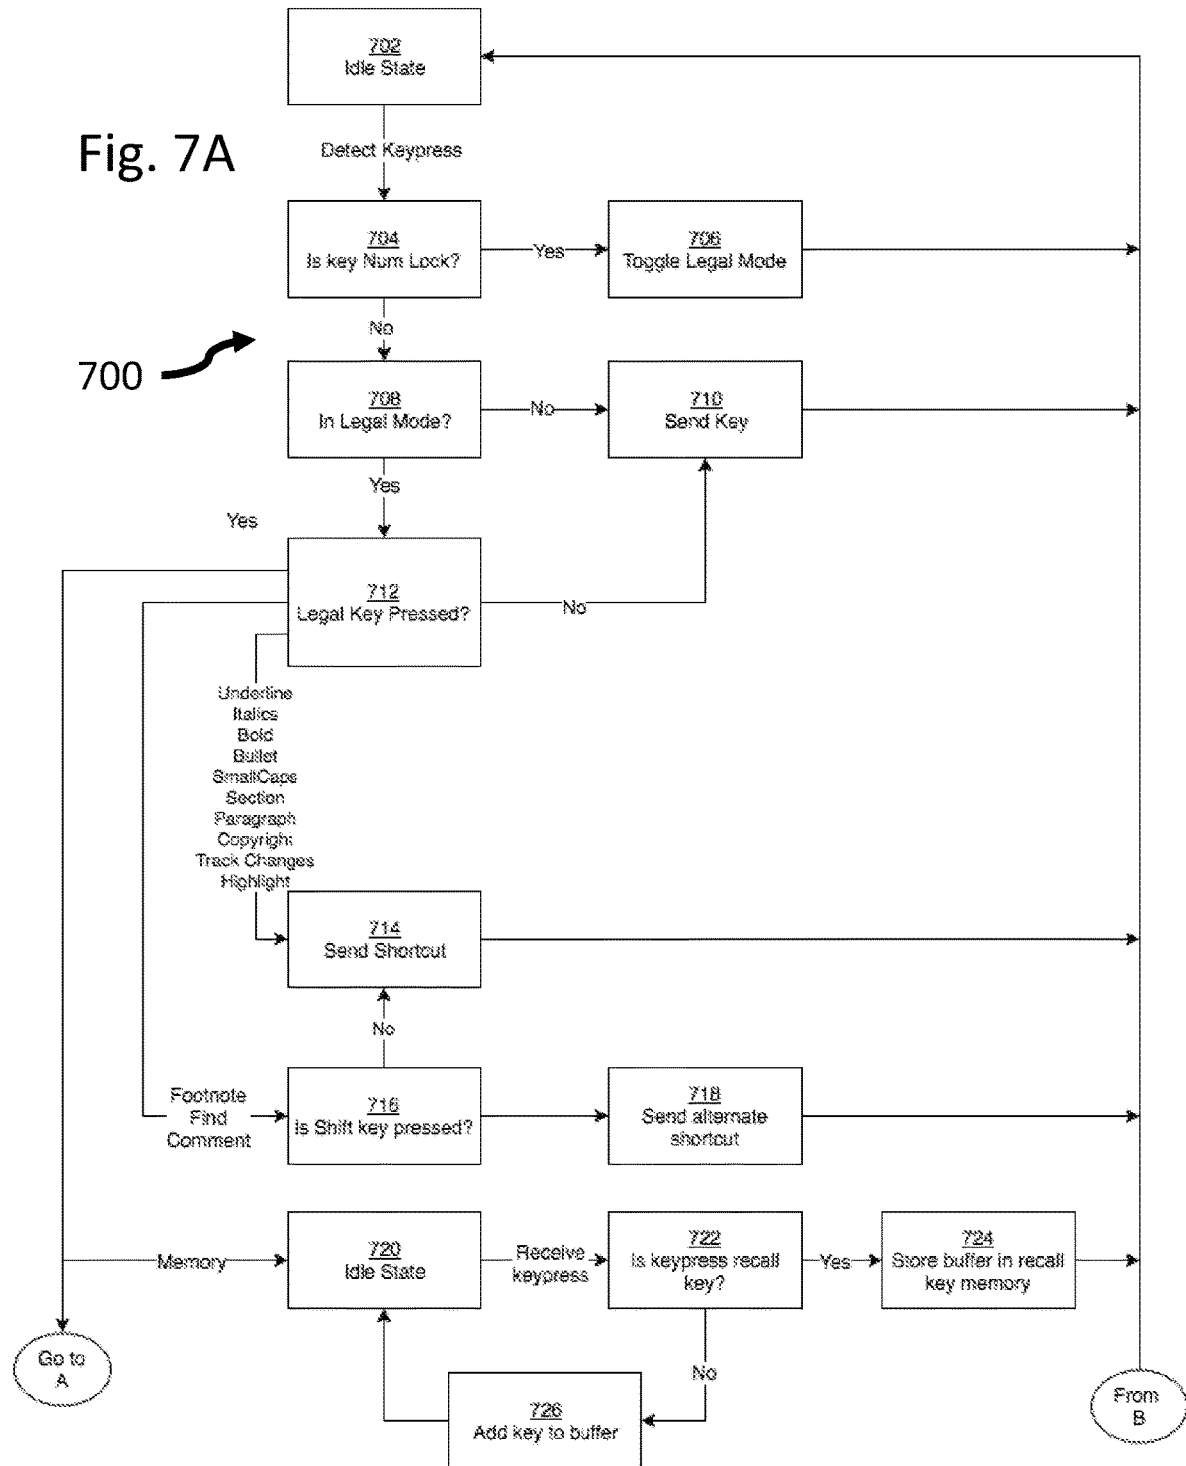 702
Idle State
Fig. 7A
Detect Keypress
704
Is key Num Lock?
Yes
706
Toggle Legal Mode
No
700
708
In Legal Mode?
No
710
Send Key
Yes
Yes
712
Legal Key Pressed?
No
Underline
Italics
Bold
Bullet
SmallCaps
Section
Paragraph
Copyright
Track Changes
Highlight
714
Send Shortcut
No
Footnote
Find
Comment
716
Is Shift key pressed?
718
Send alternate
shortcut
Memory
720
Idle State
Receive
keypress
722
Is keypress recall
key?
Yes
724
Store buffer in recall
key memory
Go to
A
No
726
Add key to buffer
From
B